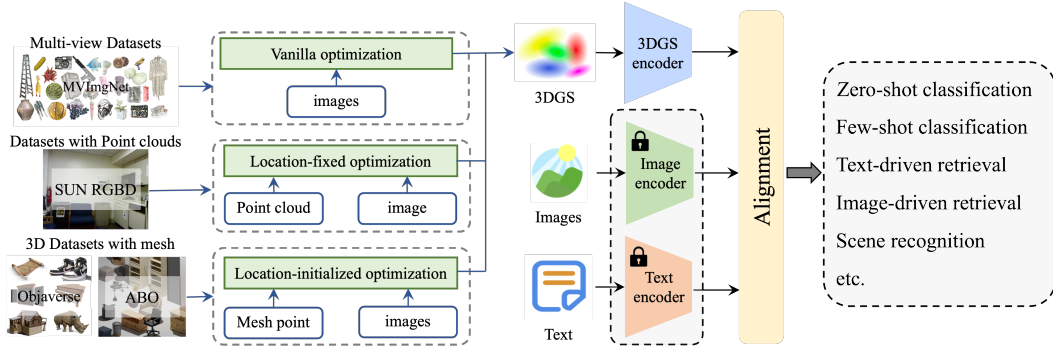 Multi-view Datasets
MVImgNet
Vanilla optimization
images
Datasets with Point clouds
SUN RGBD
Location-fixed optimization
Point cloud
image
3D Datasets with mesh
Objaverse
ABO
Location-initialized optimization
Mesh point
images
3DGS
3DGS
encoder
Images
Image
encoder
Text
Text
encoder
Alignment
Zero-shot classification
Few-shot classification
Text-driven retrieval
Image-driven retrieval
Scene recognition
etc.